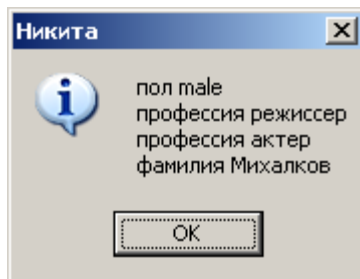 Никита
пол male
профессия режиссер
профессия актер
фамилия Михалков
OK